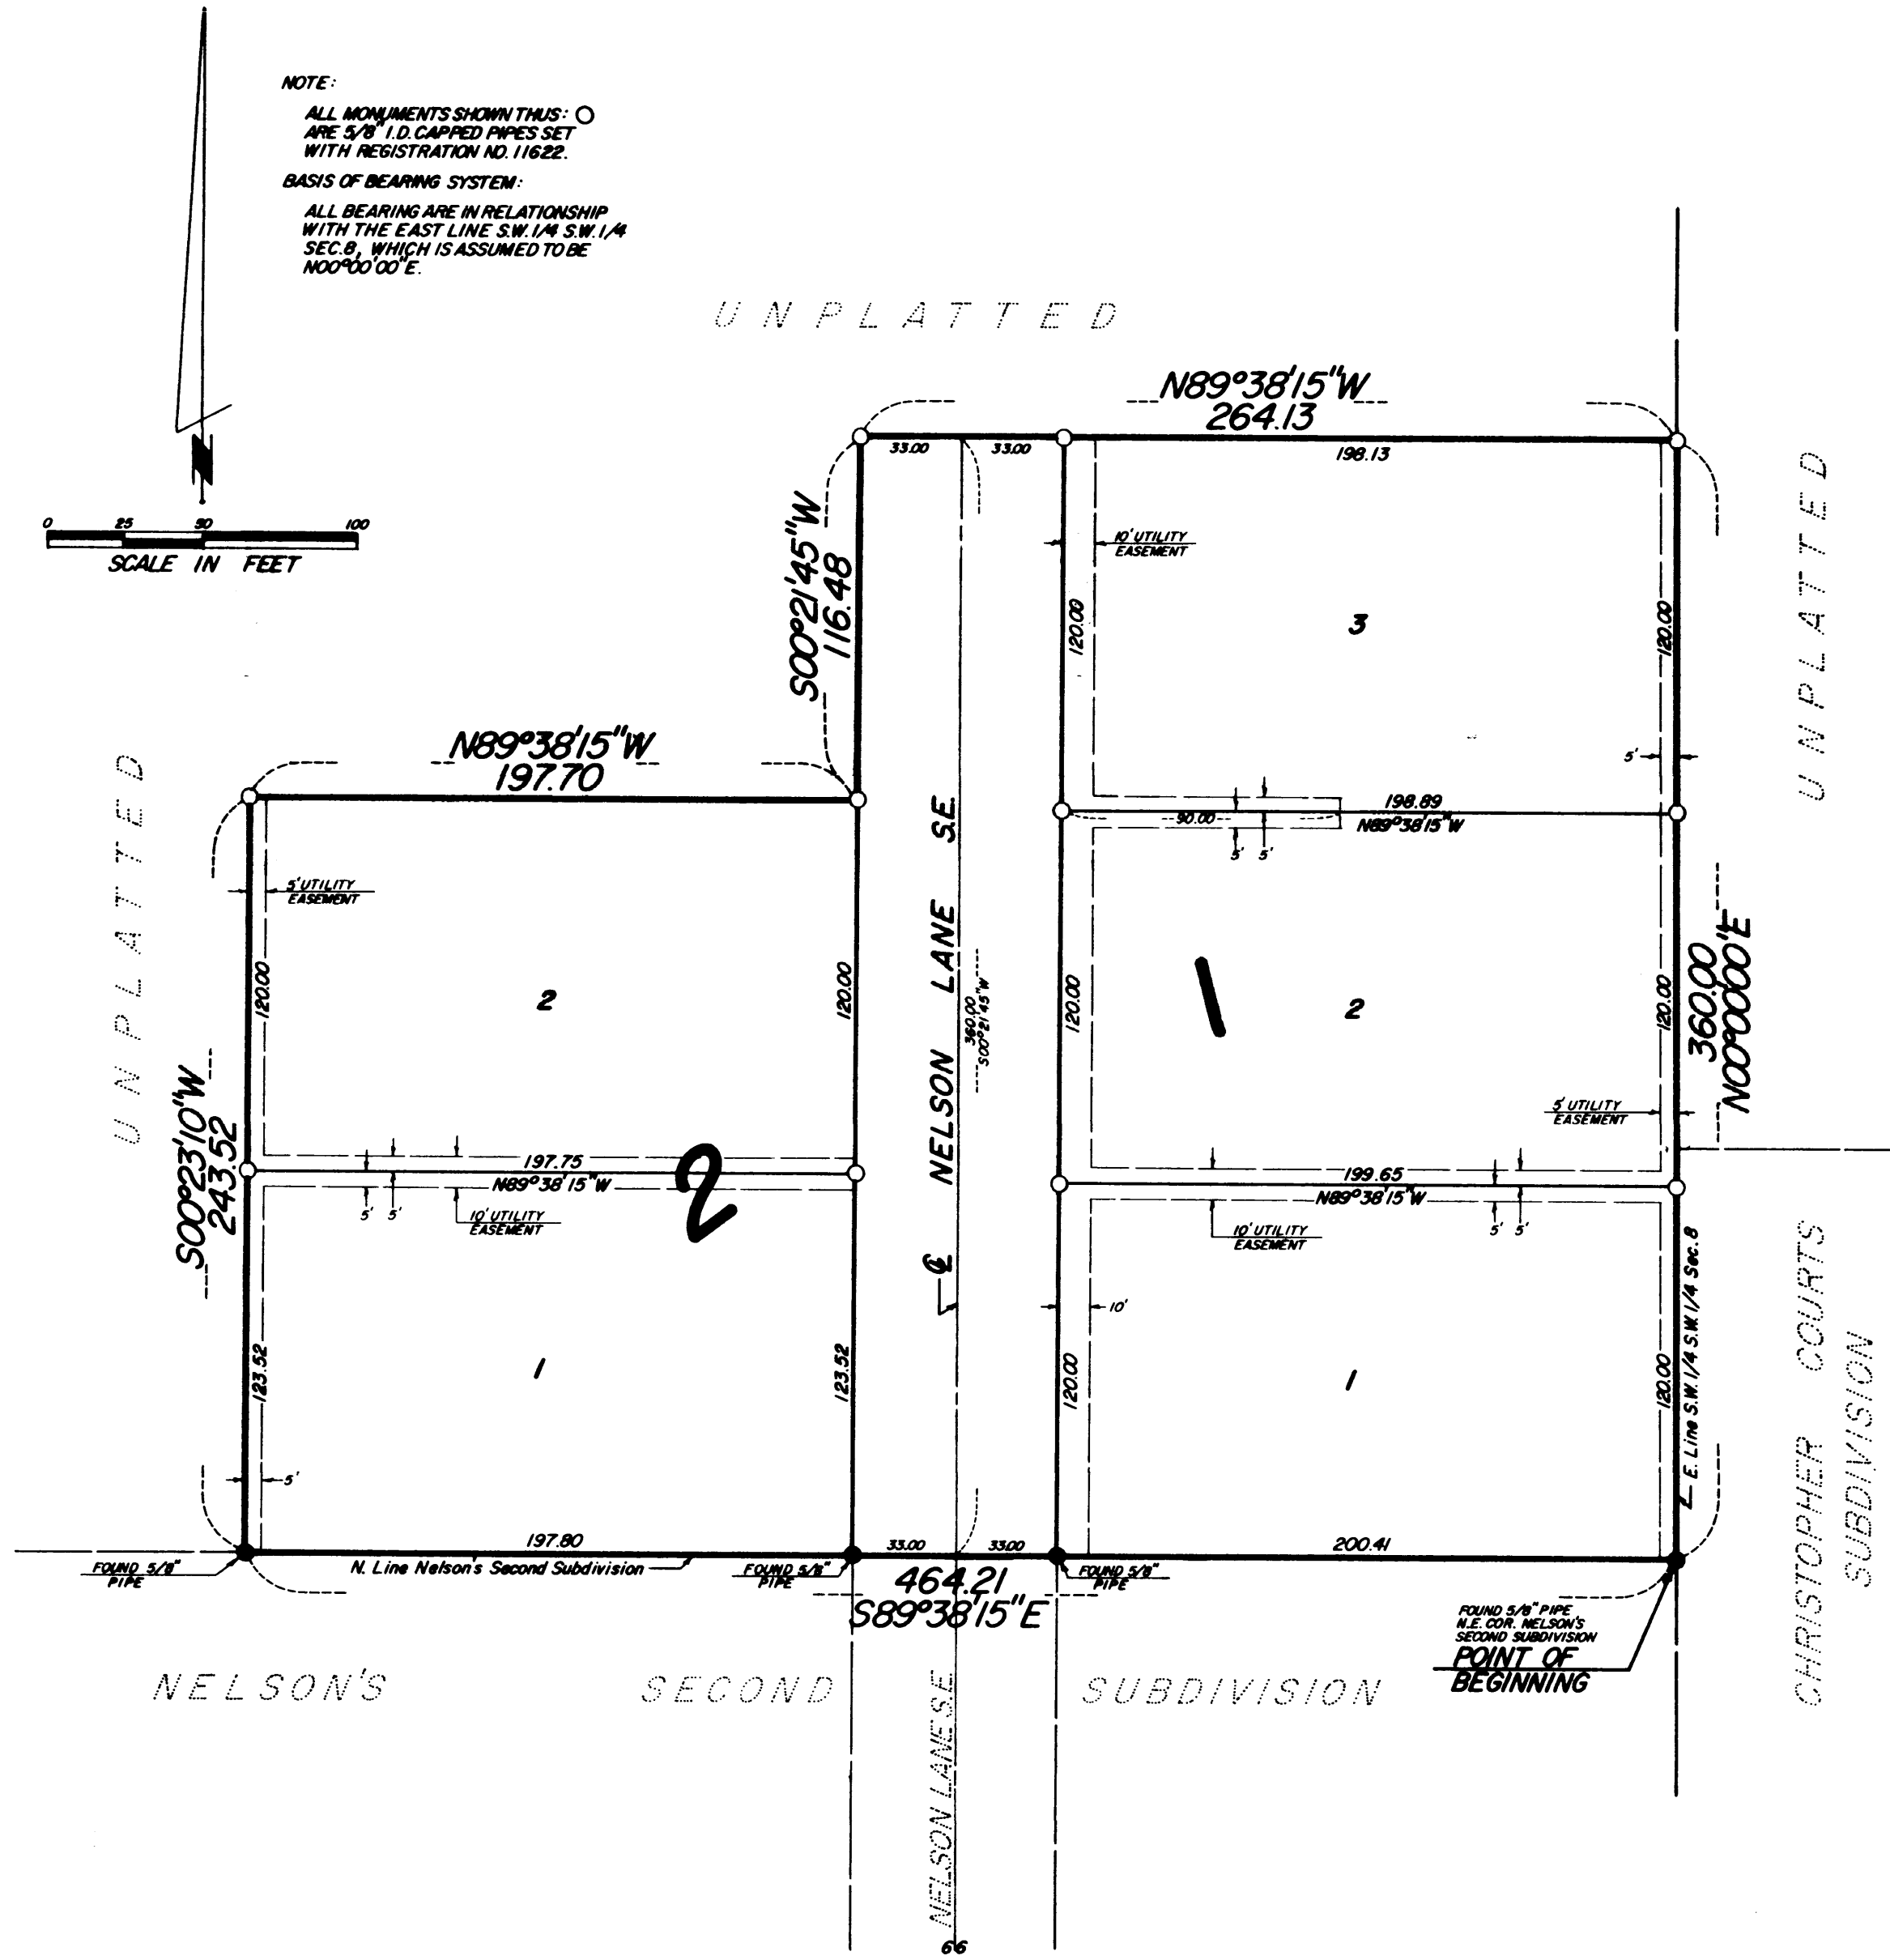 NOTE:
ALL MONUMENTS SHOWN THUS:
ARE 5/8" I.D. CAPPED PIPES SET
WITH REGISTRATION NO. 11622.
BASIS OF BEARING SYSTEM:
ALL BEARING ARE IN RELATIONSHIP
WITH THE EAST LINE S.W. 1/4 S.W. 1/4
SEC. 8, WHICH IS ASSUMED TO BE
N00°00'00"E.
0 25 50 100
SCALE IN FEET
UNPLATTED
N89°38'15"W
264.13
33.00 33.00
198.13
S00°21'45"W
116.48
10' UTILITY
EASEMENT
120.00
3
120.00
UNPLATTED
5'
198.89
90.00
N89°38'15"W
5' 5'
N89°38'15"W
197.70
UNPLATTED
5' UTILITY
EASEMENT
120.00
2
120.00
NELSON LANE S.E.
360.00
S00°21'45"W
120.00
1
2
120.00
360.00
N00°00'00"E
5' UTILITY
EASEMENT
S00°23'10"W
243.52
197.75
N89°38'15"W
5' 5'
10' UTILITY
EASEMENT
2
199.65
N89°38'15"W
5' 5'
10' UTILITY
EASEMENT
10'
123.52
1
123.52
120.00
1
120.00
E. Line S.W. 1/4 S.W. 1/4 Sec. 8
CHRISTOPHER COURTS
SUBDIVISION
5'
197.80
33.00 33.00
200.41
FOUND 5/8"
PIPE
N. Line Nelson's Second Subdivision
FOUND 5/8"
PIPE
464.21
S89°38'15"E
FOUND 5/8"
PIPE
FOUND 5/8" PIPE
N.E. COR. NELSON'S
SECOND SUBDIVISION
POINT OF
BEGINNING
NELSON'S SECOND SUBDIVISION
NELSON LANE S.E.
66